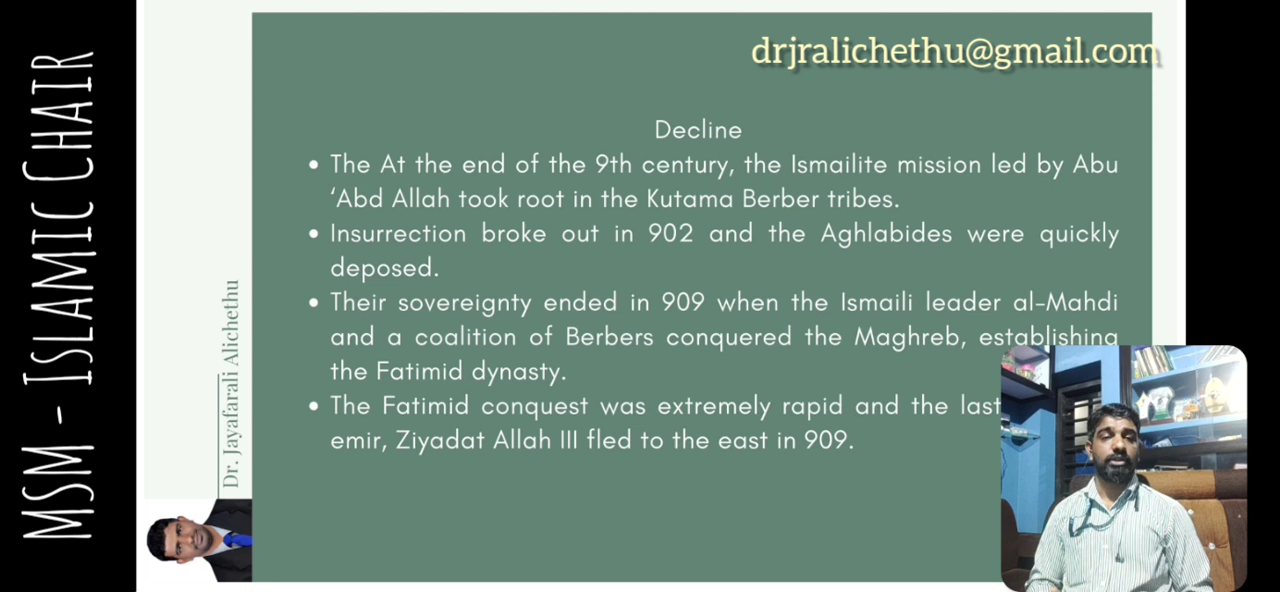 MSM - ISLAMIC CHAIR
Dr. Jayafarali Alichethu
drjralichethu@gmail.com
Decline
• The At the end of the 9th century, the Ismailite mission led by Abu
‘Abd Allah took root in the Kutama Berber tribes.
• Insurrection broke out in 902 and the Aghlabides were quickly
deposed.
• Their sovereignty ended in 909 when the Ismaili leader al-Mahdi
and a coalition of Berbers conquered the Maghreb, establishing
the Fatimid dynasty.
• The Fatimid conquest was extremely rapid and the last
emir, Ziyadat Allah III fled to the east in 909.